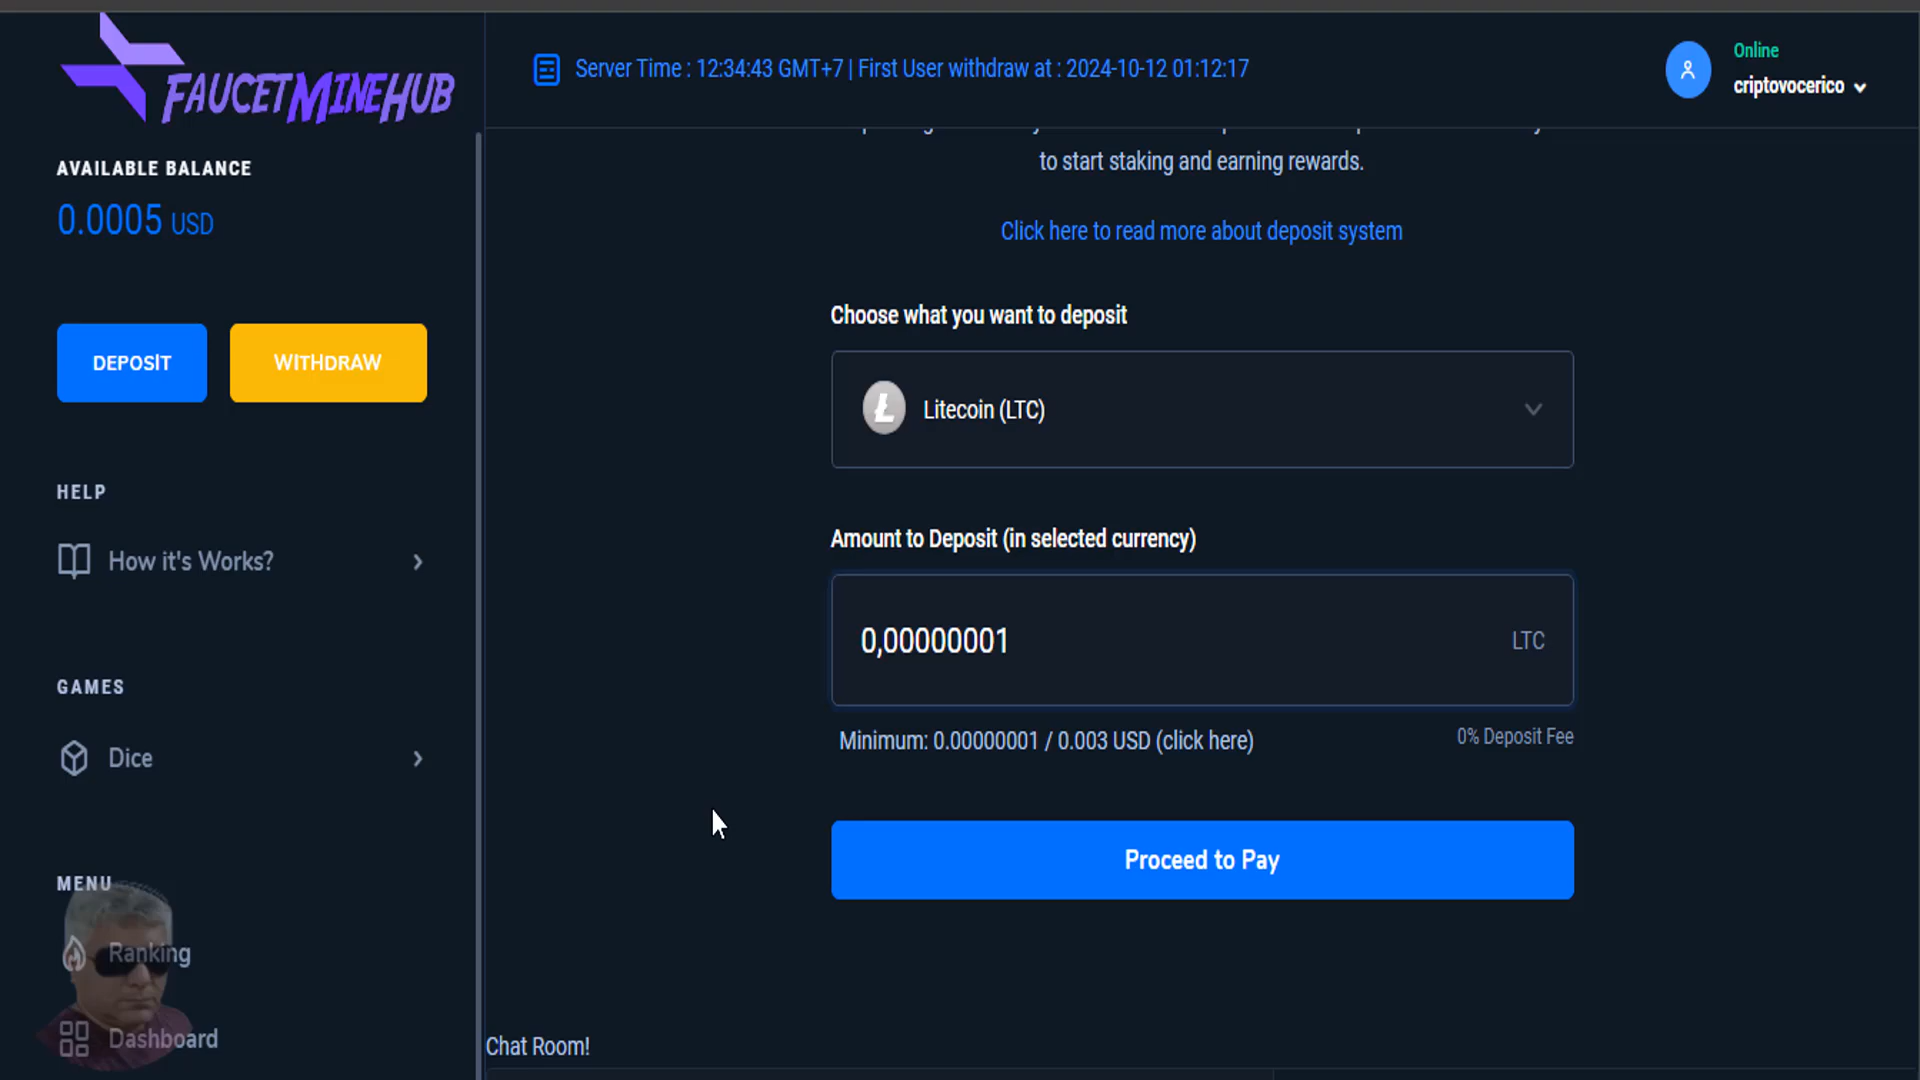 FAUCETMINEHUB
Server Time : 12:34:43 GMT+7 | First User withdraw at : 2024-10-12 01:12:17
Online
criptovocerico
AVAILABLE BALANCE
0.0005 USD
DEPOSIT
WITHDRAW
HELP
How it's Works?
GAMES
Dice
MENU
Ranking
Dashboard
to start staking and earning rewards.
Click here to read more about deposit system
Choose what you want to deposit
Litecoin (LTC)
Amount to Deposit (in selected currency)
0,00000001
LTC
Minimum: 0.00000001 / 0.003 USD (click here)
0% Deposit Fee
Proceed to Pay
Chat Room!